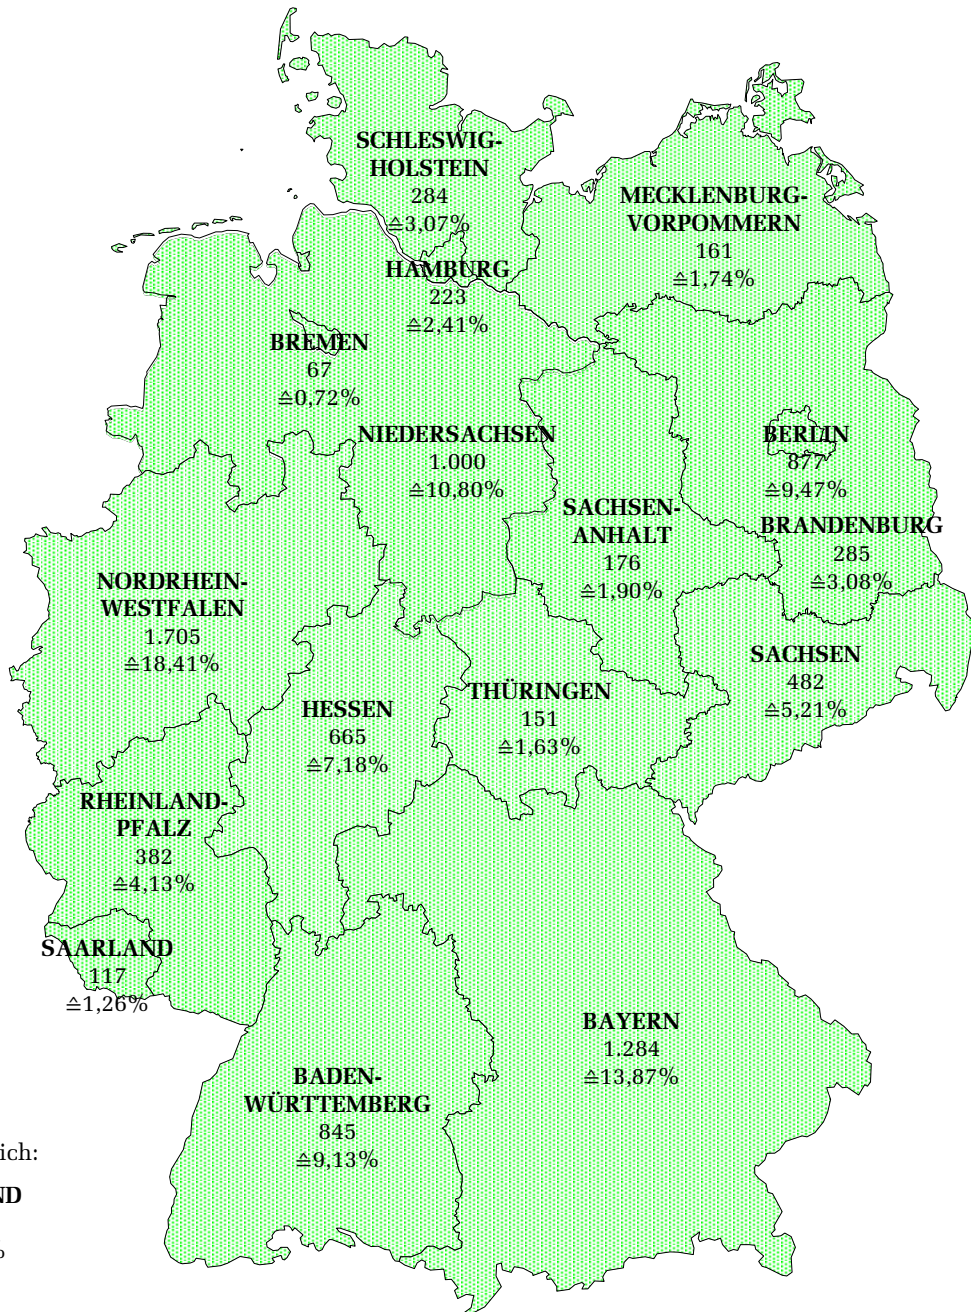 SCHLESWIG-
HOLSTEIN
284
≙3,07%
MECKLENBURG-
VORPOMMERN
161
≙1,74%
HAMBURG
223
≙2,41%
BREMEN
67
≙0,72%
NIEDERSACHSEN
1.000
≙10,80%
BERLIN
877
≙9,47%
SACHSEN-
ANHALT
176
≙1,90%
BRANDENBURG
285
≙3,08%
NORDRHEIN-
WESTFALEN
1.705
≙18,41%
SACHSEN
482
≙5,21%
THÜRINGEN
151
≙1,63%
HESSEN
665
≙7,18%
RHEINLAND-
PFALZ
382
≙4,13%
SAARLAND
117
≙1,26%
BAYERN
1.284
≙13,87%
BADEN-
WÜRTTEMBERG
845
≙9,13%
ich:
ND
%